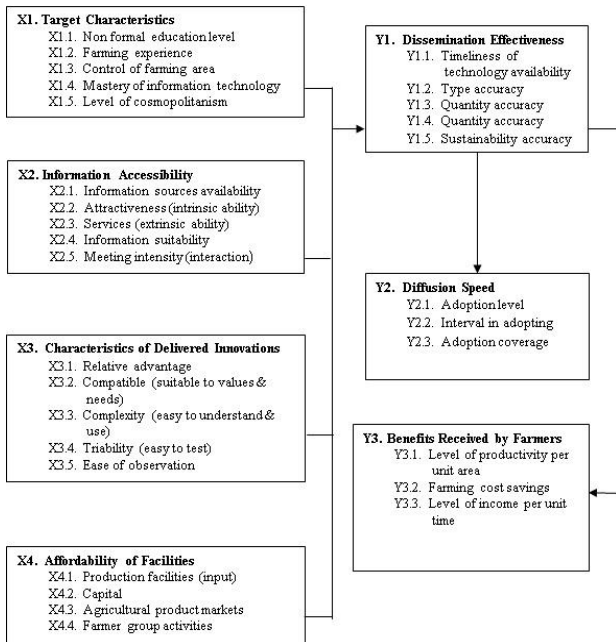 X1. Target Characteristics
X1.1. Non formal education level
X1.2. Farming experience
X1.3. Control of farming area
X1.4. Mastery of information technology
X1.5. Level of cosmopolitanism
X2. Information Accessibility
X2.1. Information sources availability
X2.2. Attractiveness (intrinsic ability)
X2.3. Services (extrinsic ability)
X2.4. Information suitability
X2.5. Meeting intensity (interaction)
X3. Characteristics of Delivered Innovations
X3.1. Relative advantage
X3.2. Compatible (suitable to values &
needs)
X3.3. Complexity (easy to understand &
use)
X3.4. Triability (easy to test)
X3.5. Ease of observation
X4. Affordability of Facilities
X4.1. Production facilities (input)
X4.2. Capital
X4.3. Agricultural product markets
X4.4. Farmer group activities
Y1. Dissemination Effectiveness
Y1.1. Timeliness of
technology availability
Y1.2. Type accuracy
Y1.3. Quantity accuracy
Y1.4. Quantity accuracy
Y1.5. Sustainability accuracy
Y2. Diffusion Speed
Y2.1. Adoption level
Y2.2. Interval in adopting
Y2.3. Adoption coverage
Y3. Benefits Received by Farmers
Y3.1. Level of productivity per
unit area
Y3.2. Farming cost savings
Y3.3. Level of income per unit
time